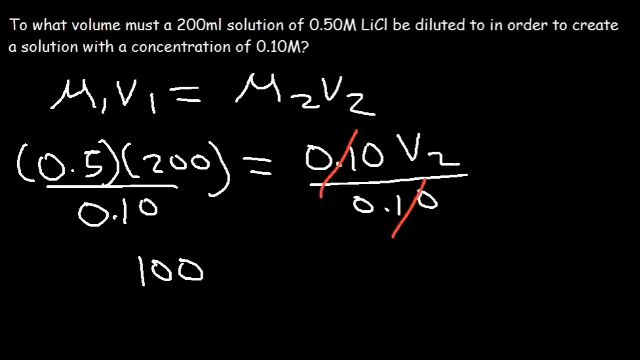 To what volume must a 200ml solution of 0.50M LiCl be diluted to in order to create
a solution with a concentration of 0.10M?
M₁V₁ = M₂V₂
(0.5)(200) = 0.10 V₂
0.10 0.10
100